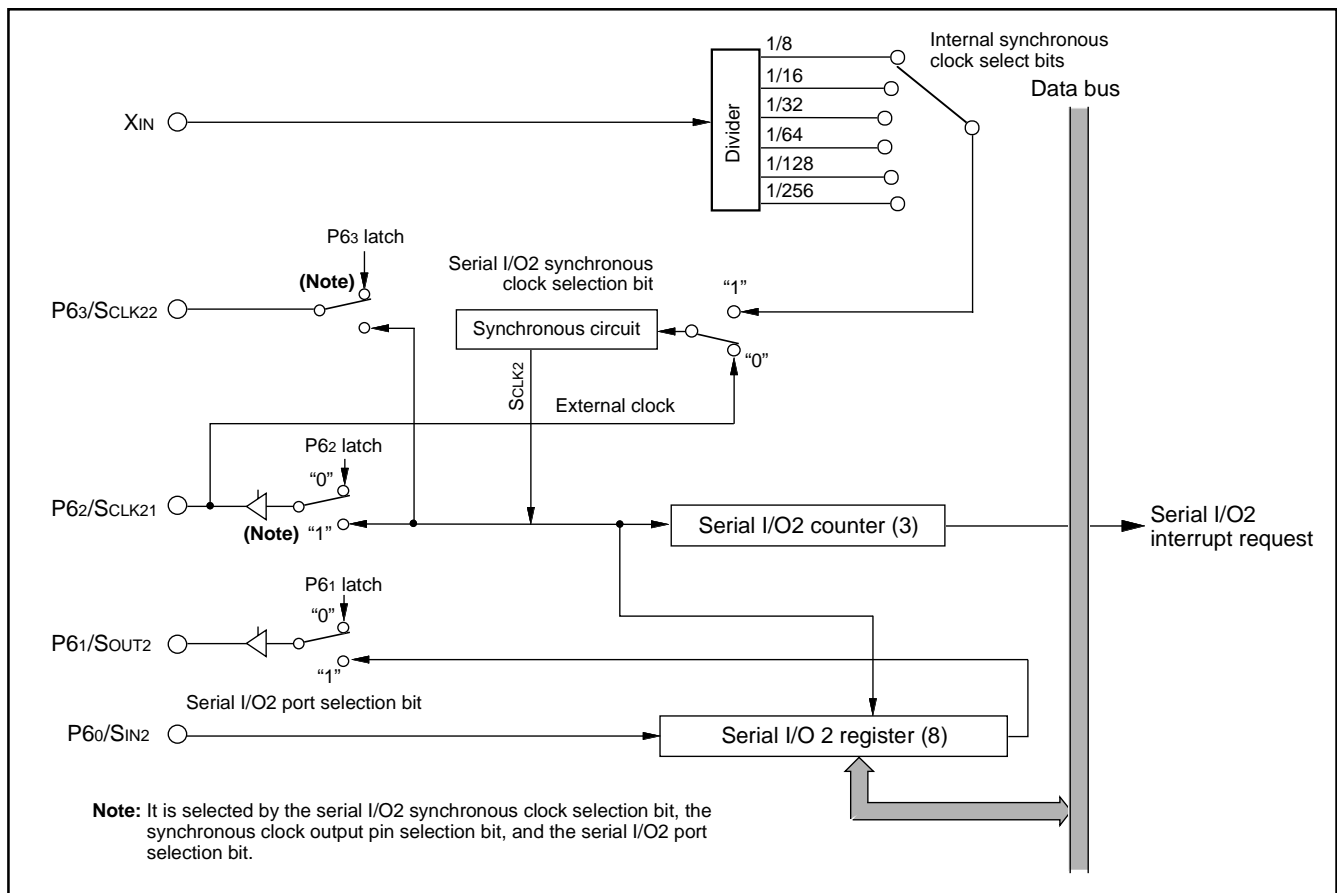 1/8
1/16
1/32
1/64
1/128
1/256
Internal synchronous
clock select bits
Data bus
XIN
Divider
P63 latch
(Note)
P63/SCLK22
Serial I/O2 synchronous
clock selection bit
“1”
Synchronous circuit
“0”
SCLK2
External clock
P62 latch
“0”
P62/SCLK21
(Note) “1”
Serial I/O2 counter (3)
Serial I/O2
interrupt request
P61 latch
“0”
P61/SOUT2
“1”
Serial I/O2 port selection bit
P60/SIN2
Serial I/O 2 register (8)
Note: It is selected by the serial I/O2 synchronous clock selection bit, the
synchronous clock output pin selection bit, and the serial I/O2 port
selection bit.